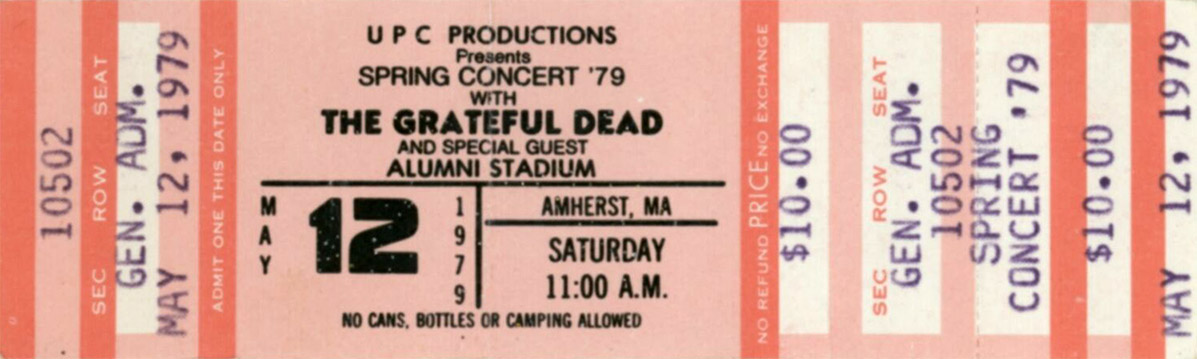 10502
SEC ROW SEAT
GEN. ADM.
MAY 12, 1979
ADMIT ONE THIS DATE ONLY
U P C PRODUCTIONS
Presents
SPRING CONCERT '79
WITH
THE GRATEFUL DEAD
AND SPECIAL GUEST
ALUMNI STADIUM
MAY
12
1979
AMHERST, MA
SATURDAY
11:00 A.M.
NO CANS, BOTTLES OR CAMPING ALLOWED
NO REFUND PRICE NO EXCHANGE
$10.00
SEC ROW SEAT
GEN. ADM.
10502
SPRING
CONCERT '79
$10.00
MAY 12, 1979